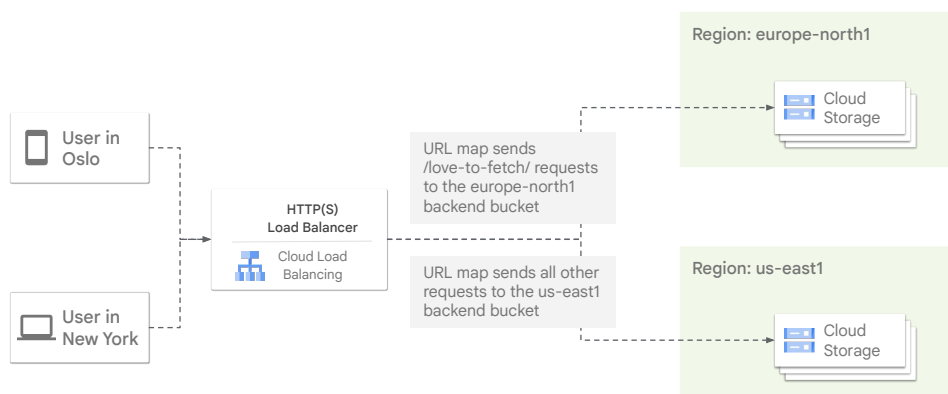 User in
Oslo
User in
New York
HTTP(S)
Load Balancer
Cloud Load
Balancing
URL map sends
/love-to-fetch/ requests
to the europe-north1
backend bucket
URL map sends all other
requests to the us-east1
backend bucket
Region: europe-north1
Cloud
Storage
Region: us-east1
Cloud
Storage